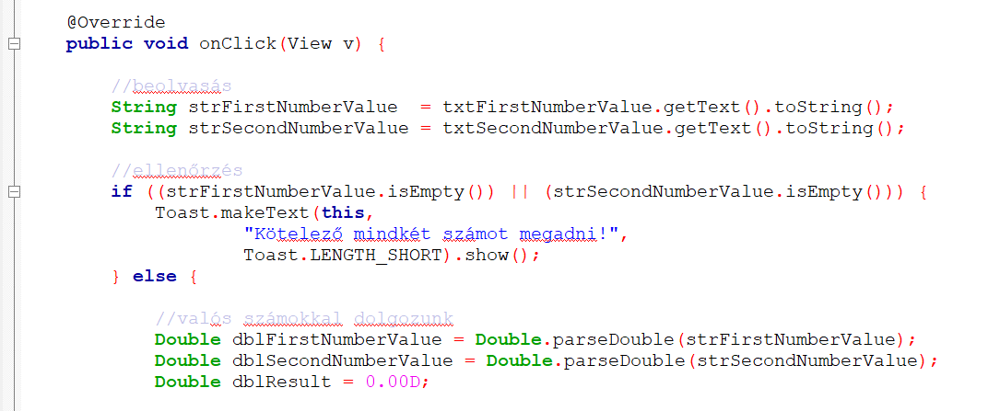 @Override
public void onClick(View v) {
//beolvasás
String strFirstNumberValue  = txtFirstNumberValue.getText().toString();
String strSecondNumberValue = txtSecondNumberValue.getText().toString();
//ellenőrzés
if ((strFirstNumberValue.isEmpty()) || (strSecondNumberValue.isEmpty())) {
Toast.makeText(this,
"Kötelező mindkét számot megadni!",
Toast.LENGTH_SHORT).show();
} else {
//valós számokkal dolgozunk
Double dblFirstNumberValue = Double.parseDouble(strFirstNumberValue);
Double dblSecondNumberValue = Double.parseDouble(strSecondNumberValue);
Double dblResult = 0.00D;